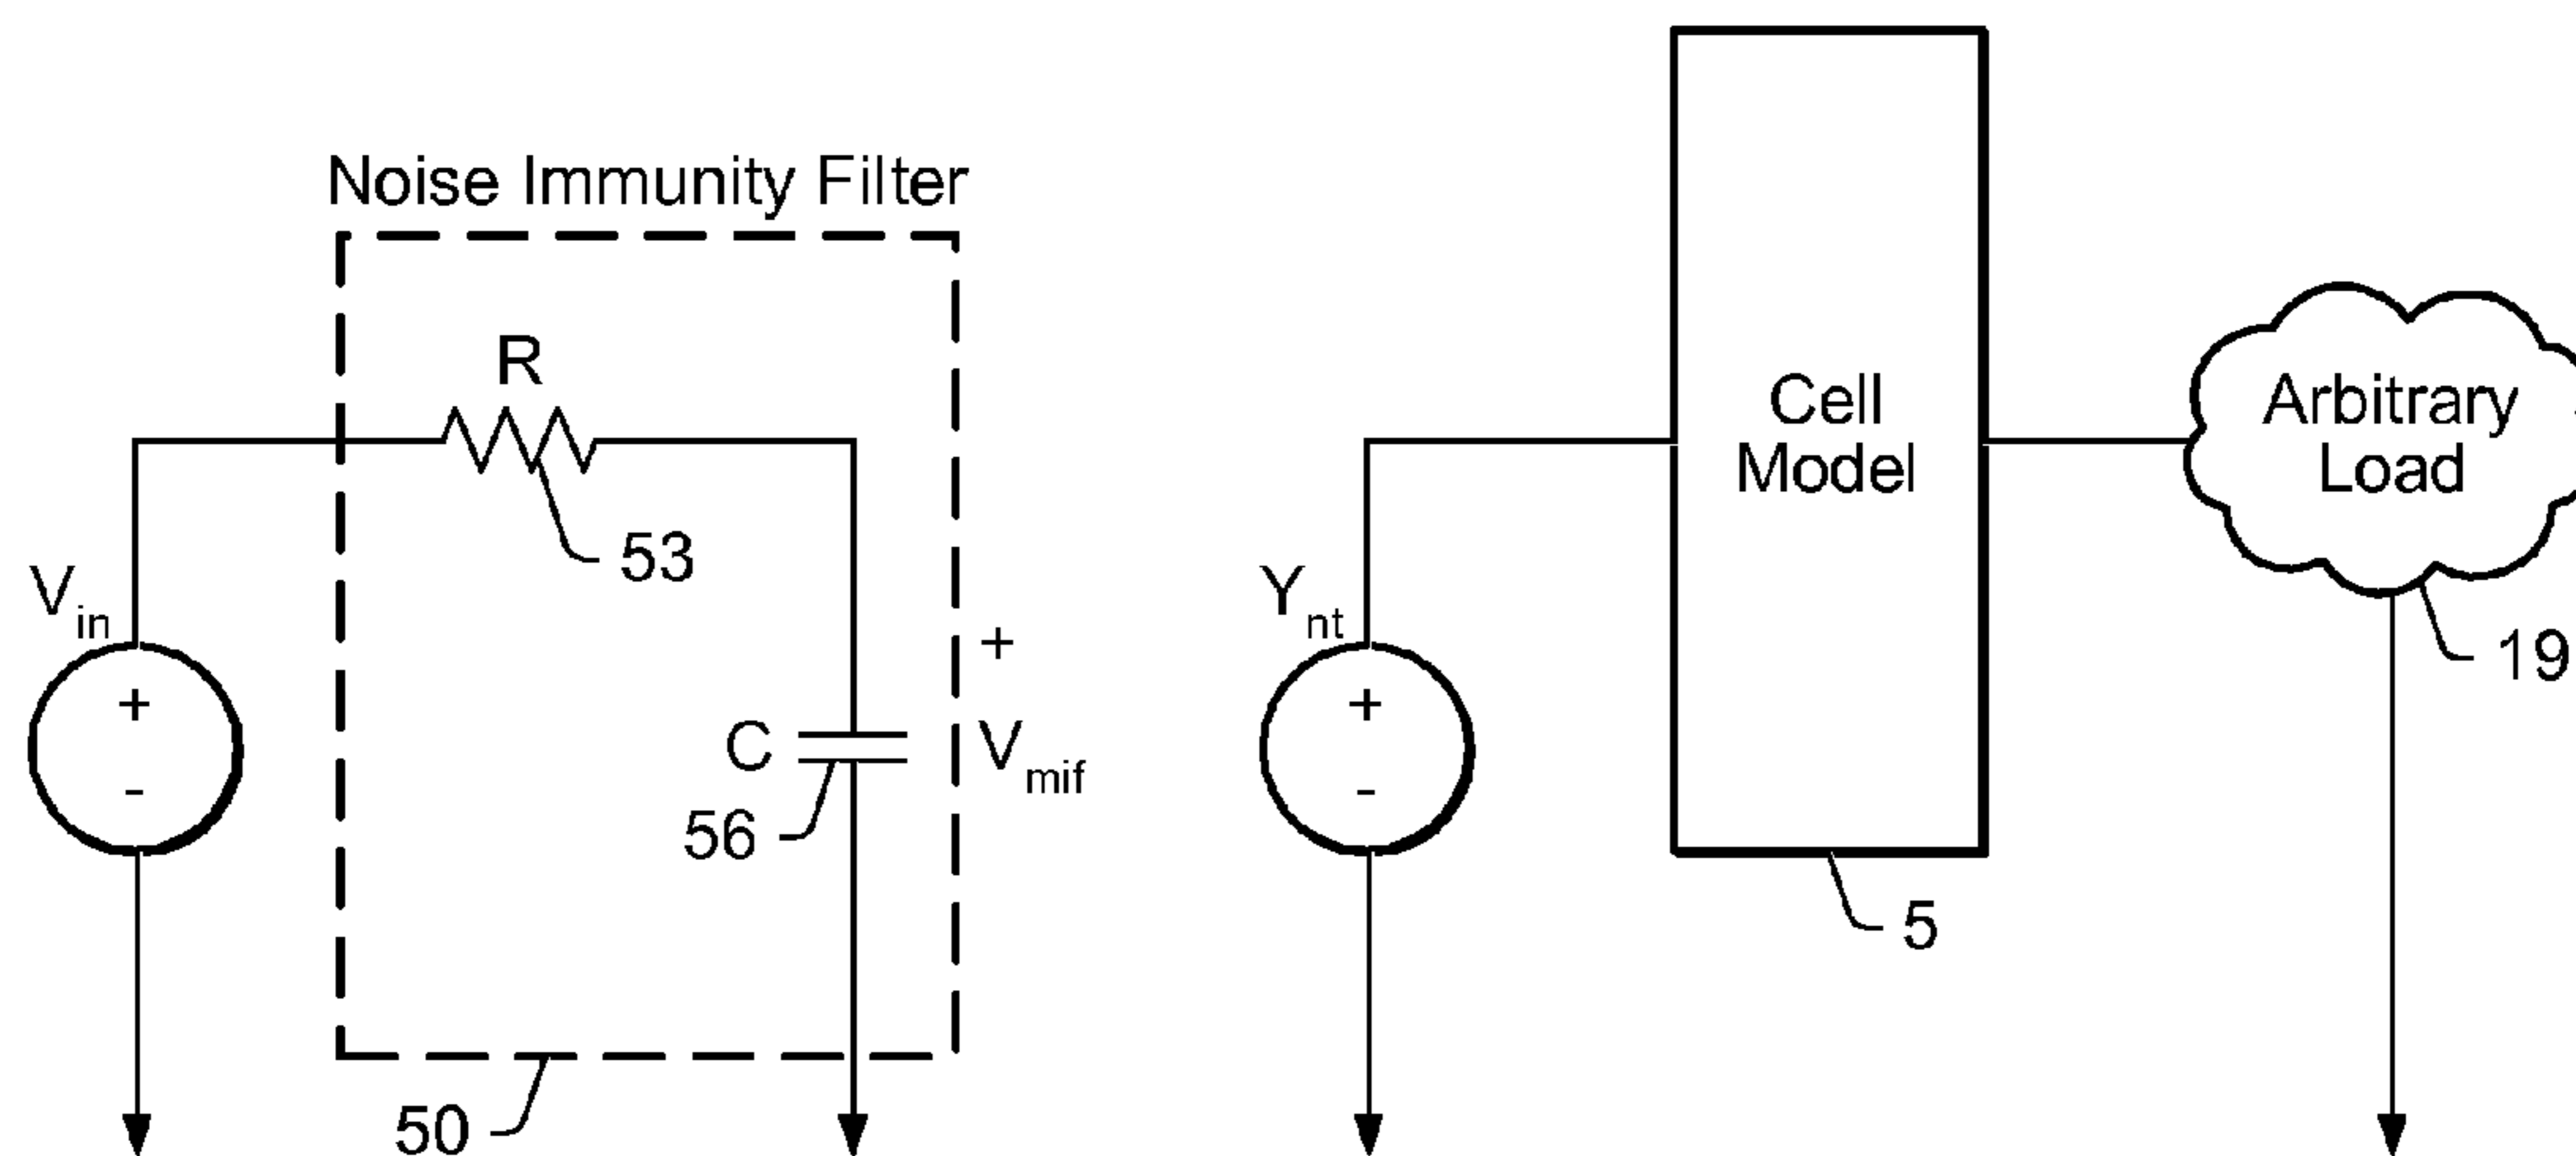 Noise Immunity Filter
R
53
V in
+
-
C
56
+
V mif
50
Y nt
+
-
Cell
Model
5
Arbitrary
Load
19